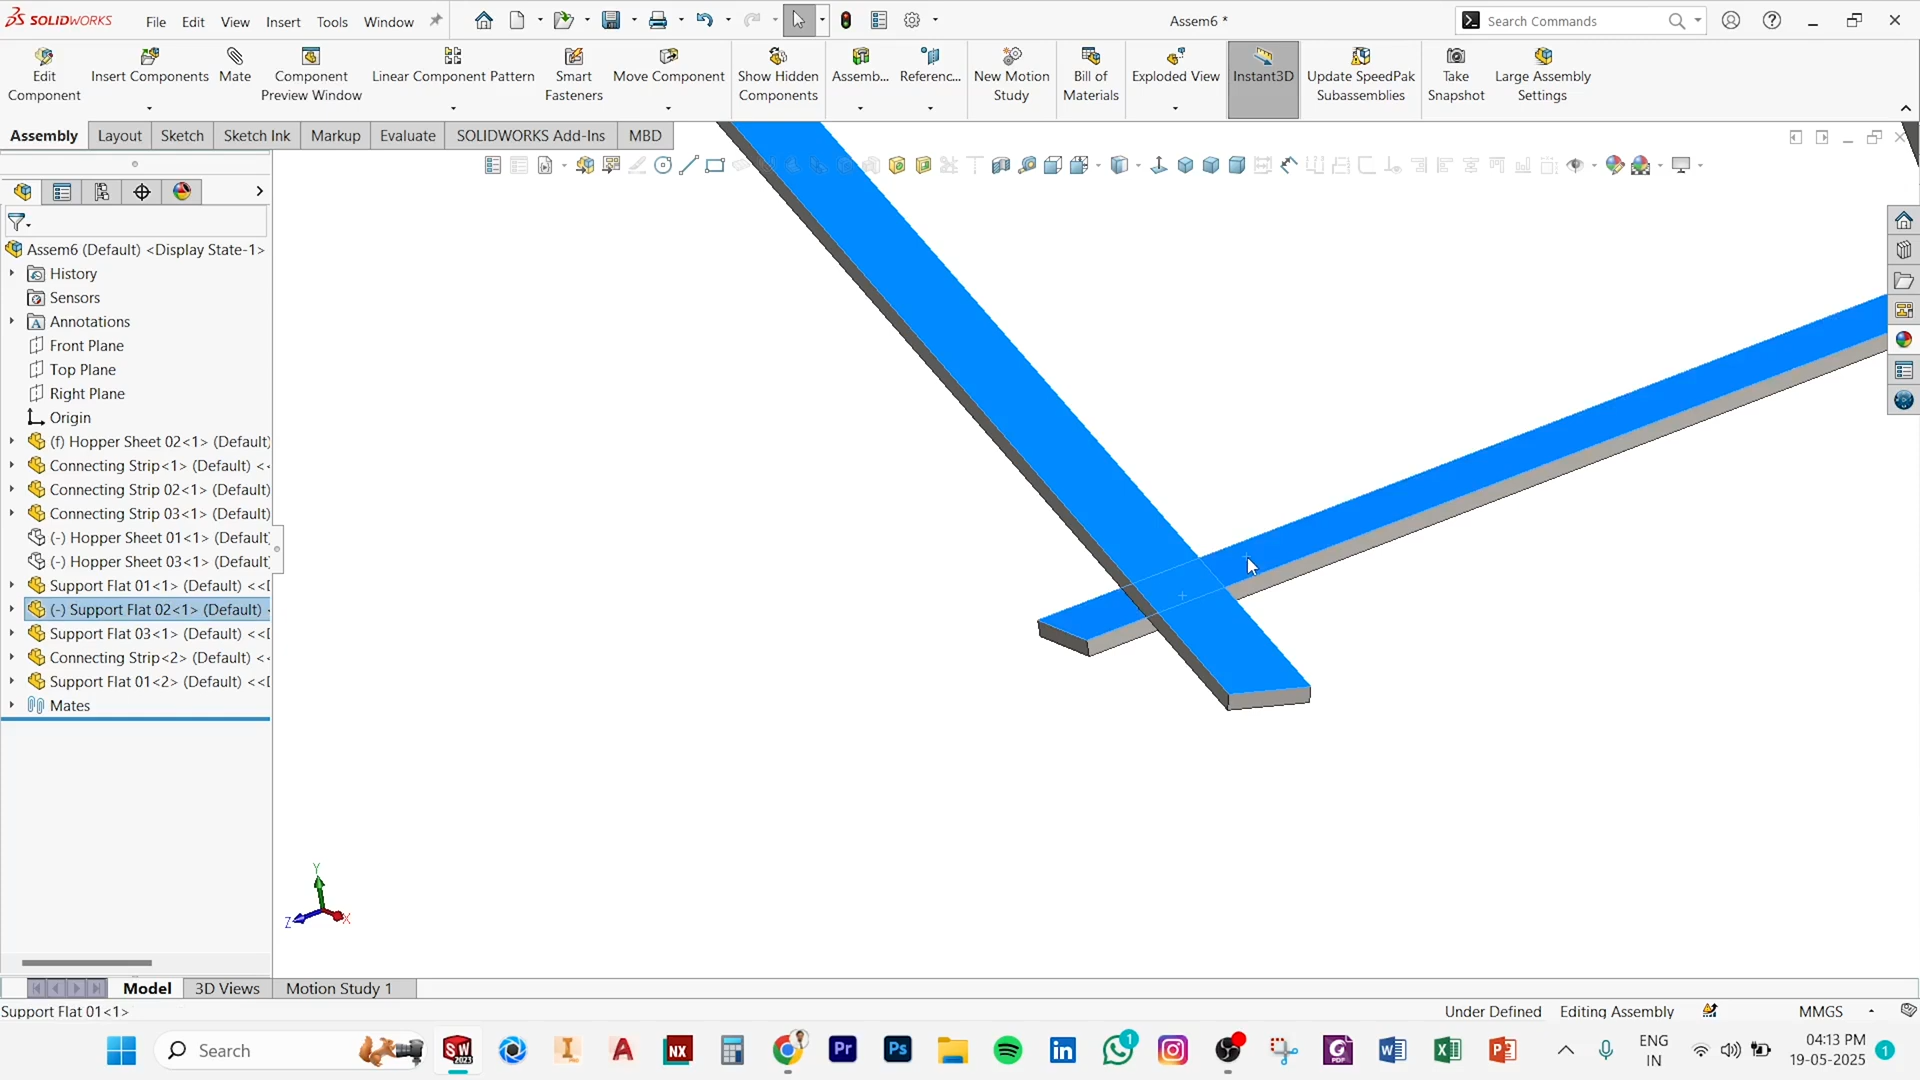 SOLIDWORKS File Edit View Insert Tools Window Assem6 * Search Commands
Edit Component
Insert Components
Mate
Component Preview Window
Linear Component Pattern
Smart Fasteners
Move Component
Show Hidden Components
Assemb...
Referenc...
New Motion Study
Bill of Materials
Exploded View
Instant3D
Update SpeedPak Subassemblies
Take Snapshot
Large Assembly Settings
Assembly Layout Sketch Sketch Ink Markup Evaluate SOLIDWORKS Add-Ins MBD
Assem6 (Default) <Display State-1>
History
Sensors
Annotations
Front Plane
Top Plane
Right Plane
Origin
(f) Hopper Sheet 02<1> (Default)
Connecting Strip<1> (Default) <
Connecting Strip 02<1> (Default)
Connecting Strip 03<1> (Default)
(-) Hopper Sheet 01<1> (Default
(-) Hopper Sheet 03<1> (Default
Support Flat 01<1> (Default) <<
(-) Support Flat 02<1> (Default)
Support Flat 03<1> (Default) <<
Connecting Strip<2> (Default) <
Support Flat 01<2> (Default) <<
Mates
Y
Z X
Model 3D Views Motion Study 1
Support Flat 01<1> Under Defined Editing Assembly MMGS
Search
SW 2023
I
A
NX
Pr
Ps
1
W
X
P
ENG IN
04:13 PM
19-05-2025
1